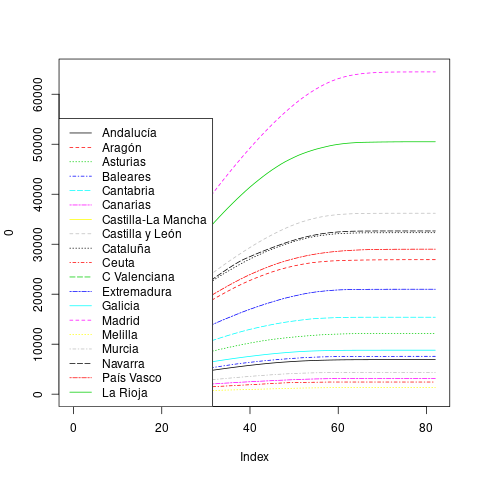 60000
50000
40000
30000
20000
10000
0
0
Andalucía
Aragón
Asturias
Baleares
Cantabria
Canarias
Castilla-La Mancha
Castilla y León
Cataluña
Ceuta
C Valenciana
Extremadura
Galicia
Madrid
Melilla
Murcia
Navarra
País Vasco
La Rioja
0 20 40 60 80
Index